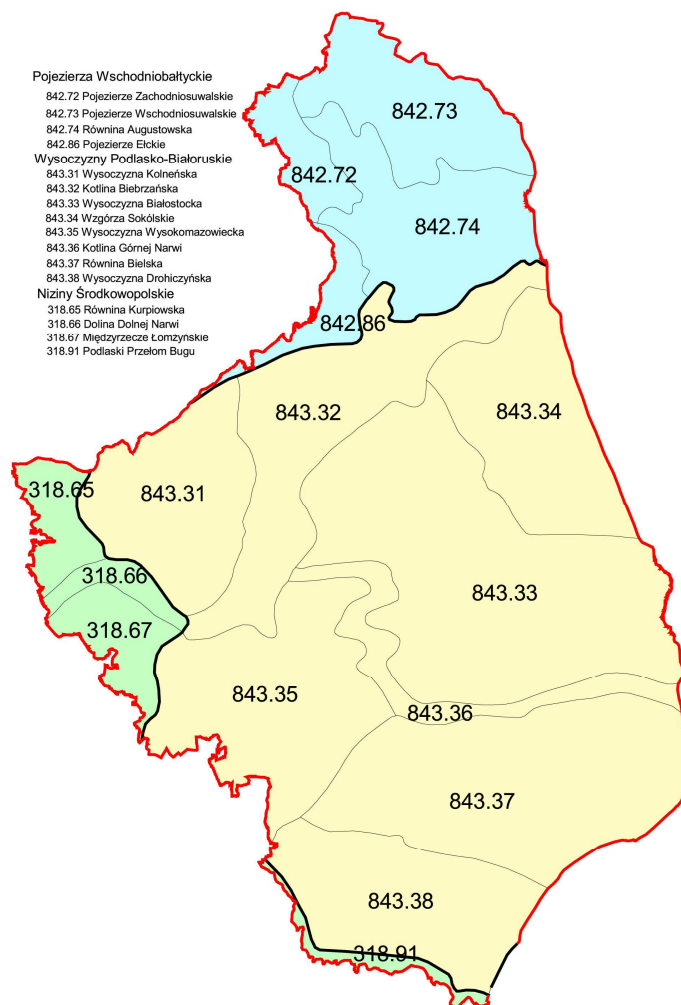 Pojezierza Wschodniobałtyckie
842.72 Pojezierze Zachodniosuwalskie
842.73 Pojezierze Wschodniosuwalskie
842.74 Równina Augustowska
842.86 Pojezierze Ełckie
Wysoczyzny Podlasko-Białoruskie
843.31 Wysoczyzna Kolneńska
843.32 Kotlina Biebrzańska
843.33 Wysoczyzna Białostocka
843.34 Wzgórza Sokólskie
843.35 Wysoczyzna Wysokomazowiecka
843.36 Kotlina Górnej Narwi
843.37 Równina Bielska
843.38 Wysoczyzna Drohiczyńska
Niziny Środkowopolskie
318.65 Równina Kurpiowska
318.66 Dolina Dolnej Narwi
318.67 Międzyrzecze Łomżyńskie
318.91 Podlaski Przełom Bugu
842.73
842.72
842.74
842.86
843.32
843.34
318.65
843.31
318.66
843.33
318.67
843.35
843.36
843.37
843.38
318.91